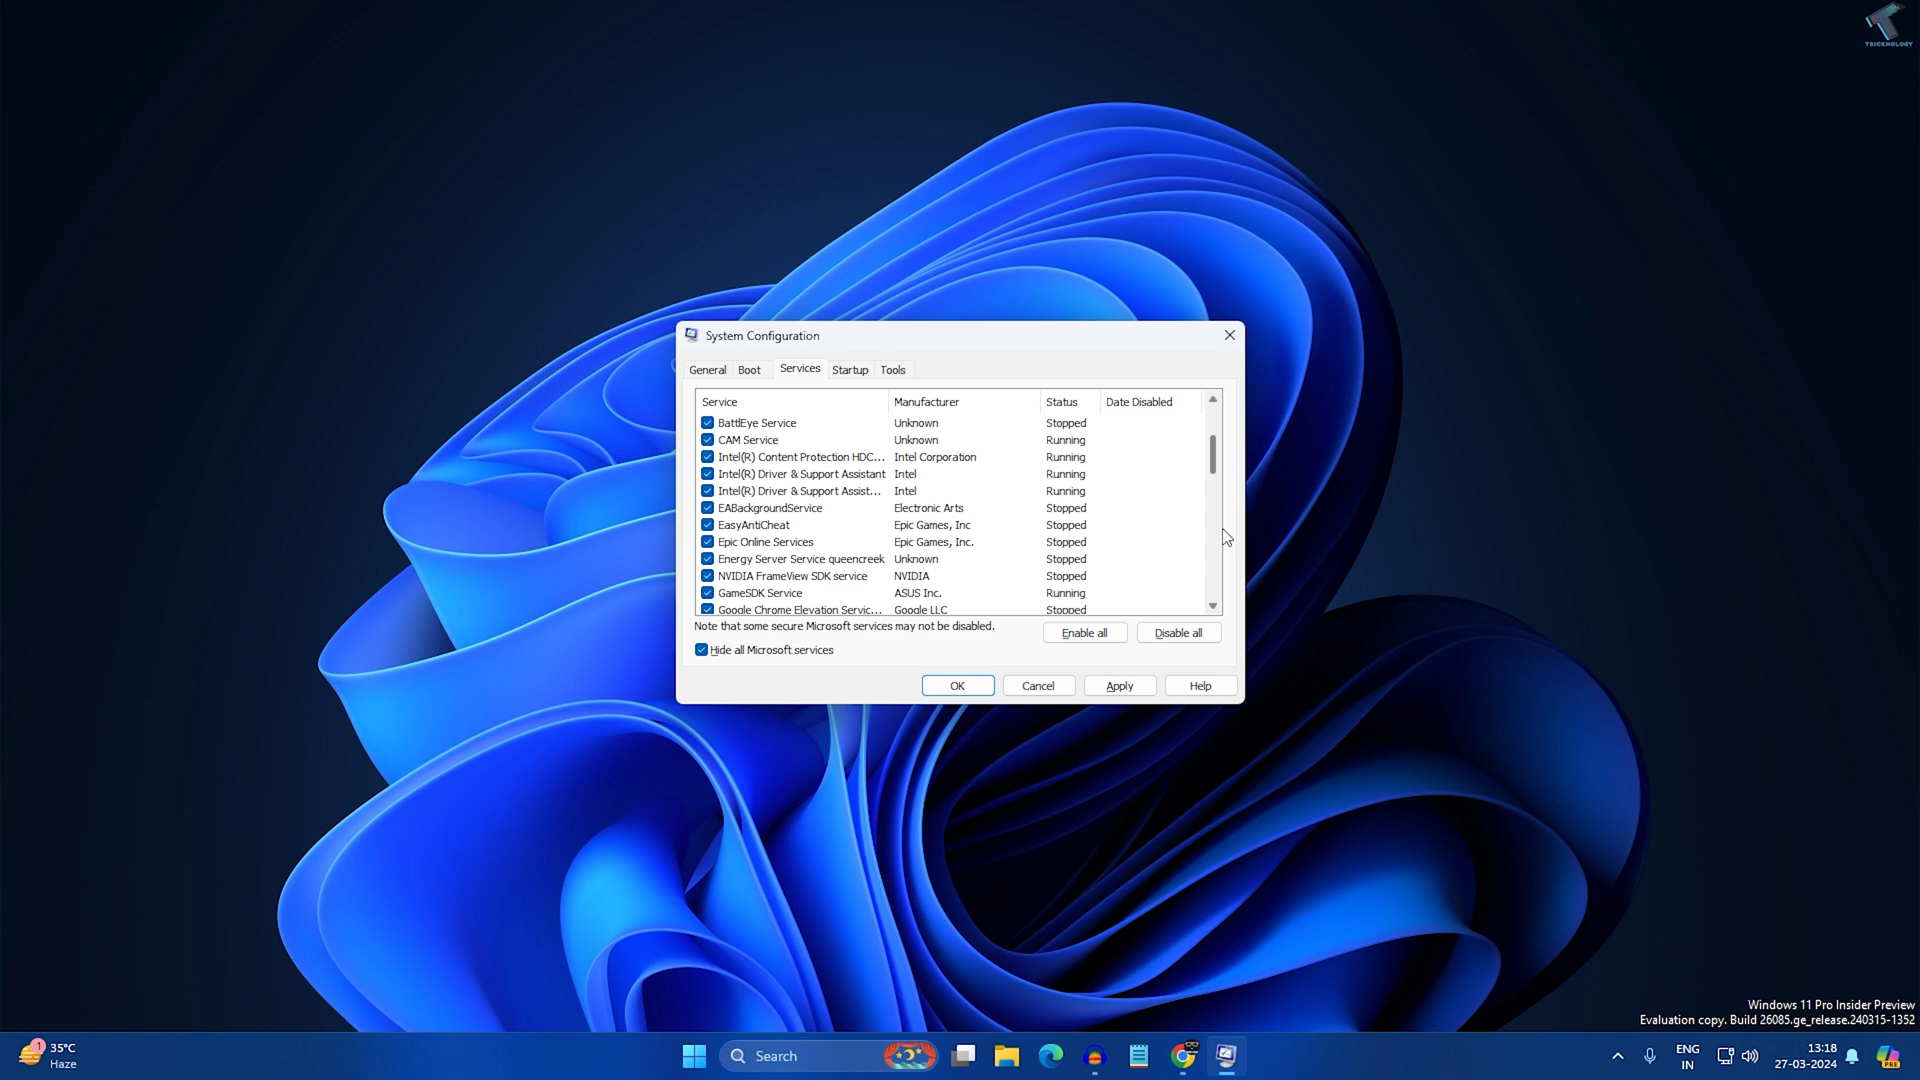 TRICKNOLOGY
System Configuration
General Boot Services Startup Tools
Service Manufacturer Status Date Disabled
BattlEye Service Unknown Stopped
CAM Service Unknown Running
Intel(R) Content Protection HDC... Intel Corporation Running
Intel(R) Driver & Support Assistant Intel Running
Intel(R) Driver & Support Assist... Intel Running
EABackgroundService Electronic Arts Stopped
EasyAntiCheat Epic Games, Inc Stopped
Epic Online Services Epic Games, Inc. Stopped
Energy Server Service queencreek Unknown Stopped
NVIDIA FrameView SDK service NVIDIA Stopped
GameSDK Service ASUS Inc. Running
Google Chrome Elevation Servic... Google LLC Stopped
Note that some secure Microsoft services may not be disabled.
Enable all Disable all
Hide all Microsoft services
OK Cancel Apply Help
Windows 11 Pro Insider Preview
Evaluation copy. Build 26085.ge_release.240315-1352
1 35°C
Haze
Search
ENG
IN
13:18
27-03-2024
PRE